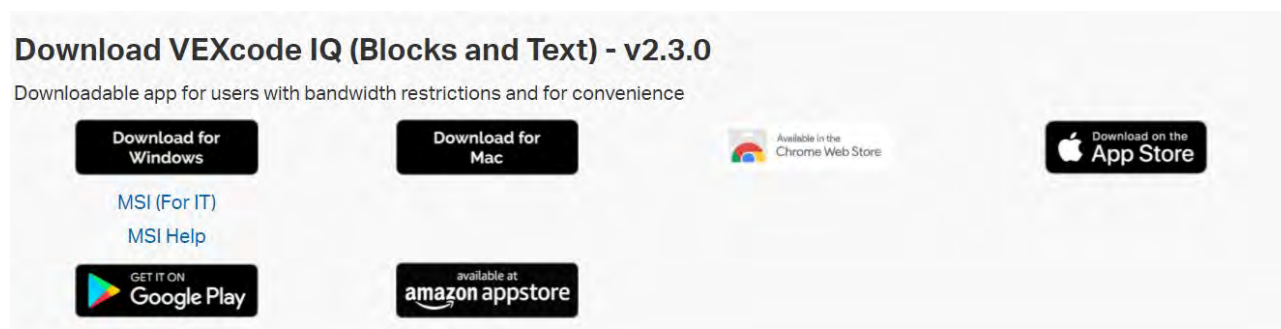 Download VEXcode IQ (Blocks and Text) - v2.3.0
Downloadable app for users with bandwidth restrictions and for convenience
Download for
Windows
Download for
Mac
Available in the
Chrome Web Store
Download on the
App Store
MSI (For IT)
MSI Help
GET IT ON
Google Play
available at
amazon appstore